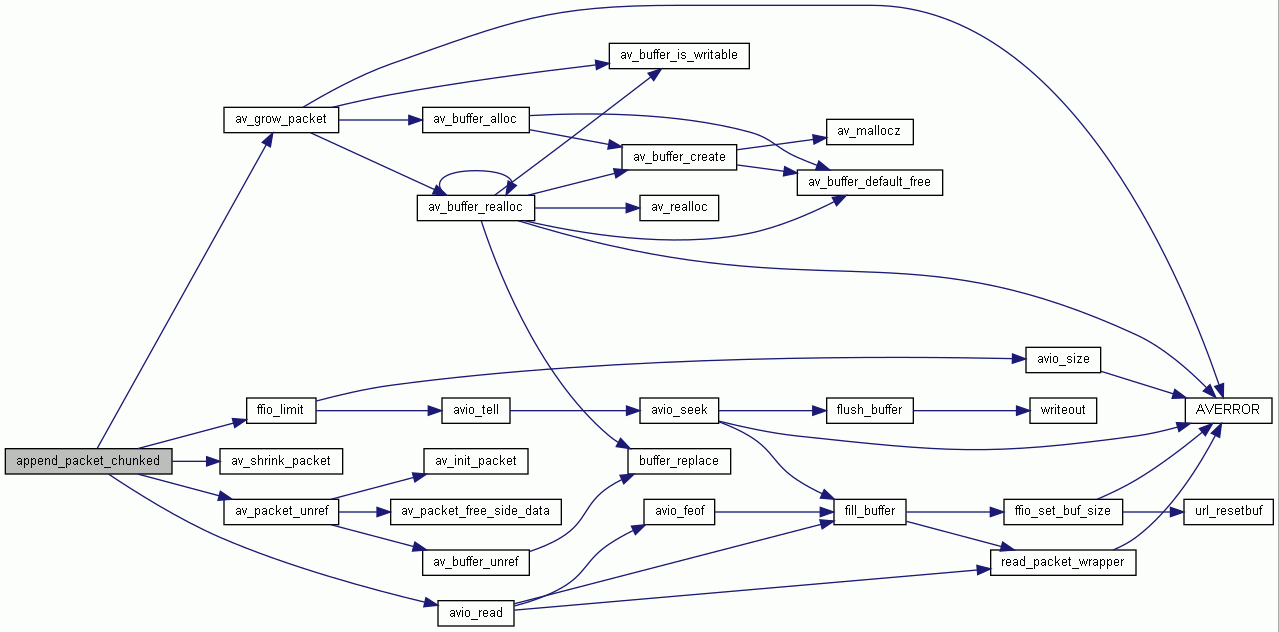 av_buffer_is_writable
av_grow_packet
av_buffer_alloc
av_mallocz
av_buffer_create
av_buffer_default_free
av_buffer_realloc
av_realloc
avio_size
ffio_limit
avio_tell
avio_seek
flush_buffer
writeout
AVERROR
append_packet_chunked
av_shrink_packet
av_init_packet
buffer_replace
av_packet_unref
av_packet_free_side_data
avio_feof
fill_buffer
ffio_set_buf_size
url_resetbuf
av_buffer_unref
read_packet_wrapper
avio_read